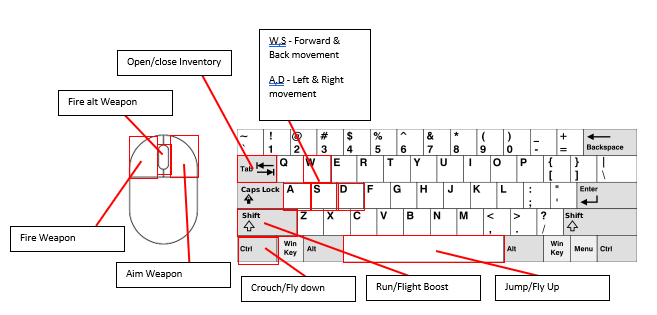 W,S - Forward &
Back movement
A,D - Left & Right
movement
Open/close Inventory
Fire alt Weapon
~ ! @ # $ % ^ & * ( ) _ +
` 1 2 3 4 5 6 7 8 9 0 - = Backspace
Tab Q W E R T Y U I O P { } |
[ ] \
Caps Lock A S D F G H J K L : " Enter
; '
Shift Z X C V B N M < > ? Shift
, . /
Ctrl Win Key Alt Alt Win Key Menu Ctrl
Fire Weapon
Aim Weapon
Crouch/Fly down
Run/Flight Boost
Jump/Fly Up